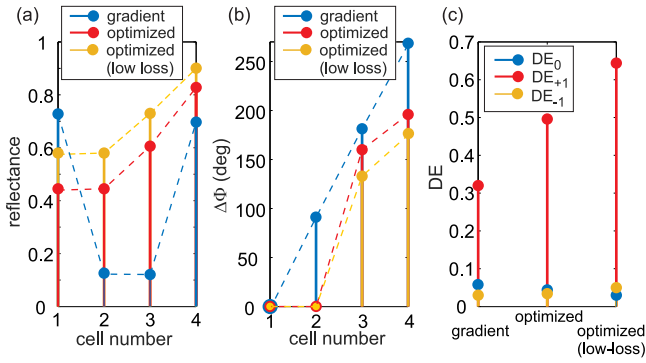 (a)
gradient
optimized
optimized
(low loss)
1
0.8
0.6
0.4
0.2
0
reflectance
1 2 3 4
cell number
(b)
gradient
optimized
optimized
(low loss)
250
200
150
100
50
0
ΔΦ (deg)
1 2 3 4
cell number
(c)
DE0
DE+1
DE-1
0.7
0.6
0.5
0.4
0.3
0.2
0.1
0
DE
gradient
optimized
optimized
(low-loss)